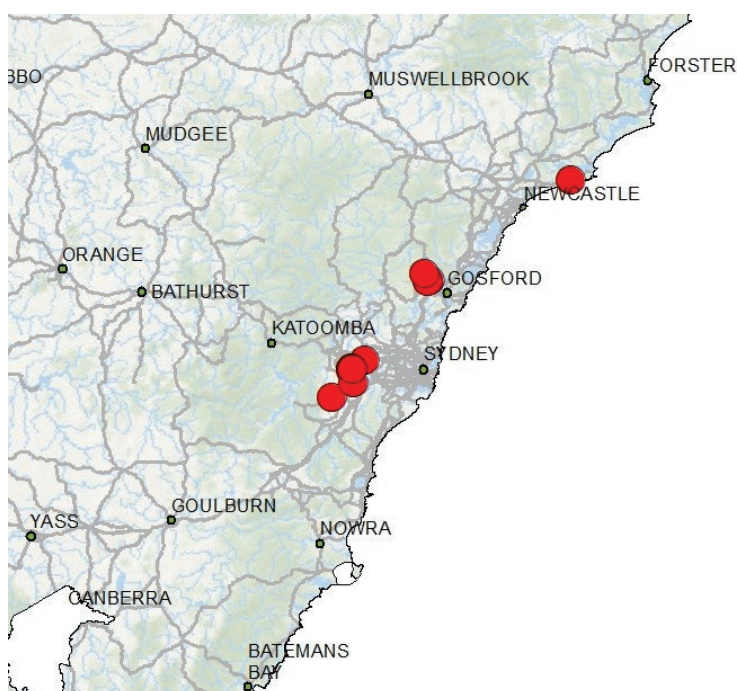 FORSTER
BBO
MUSWELLBROOK
MUDGEE
NEWCASTLE
ORANGE
GOSFORD
BATHURST
KATOOMBA
SYDNEY
GOULBURN
YASS
NOWRA
CANBERRA
BATEMANS
BAY